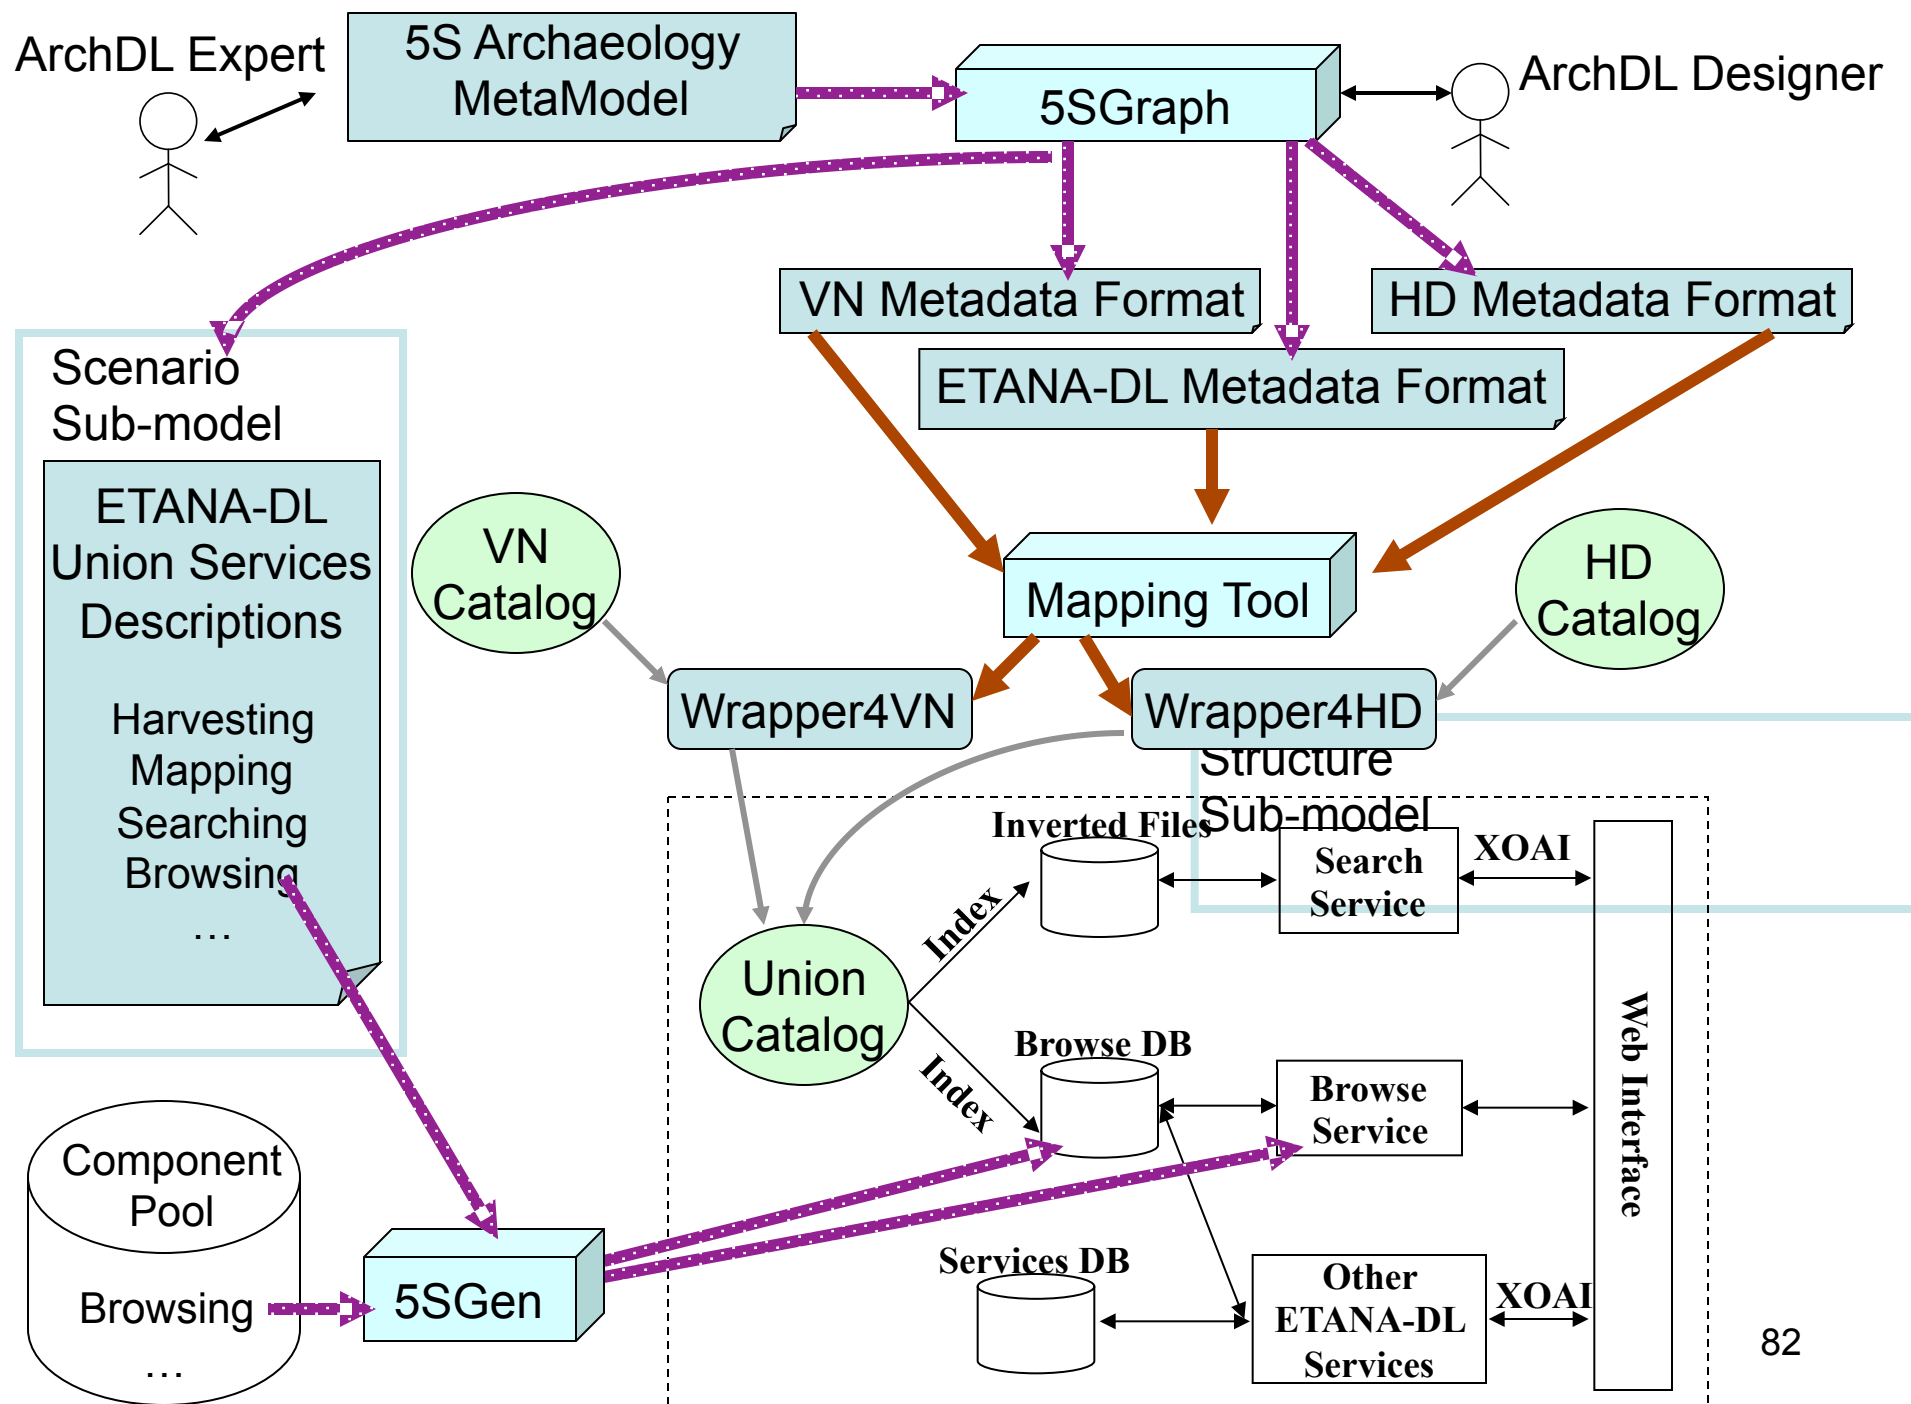 ArchDL Expert
5S Archaeology
MetaModel
5SGraph
ArchDL Designer
VN Metadata Format
HD Metadata Format
ETANA-DL Metadata Format
Scenario
Sub-model
ETANA-DL
Union Services
Descriptions
Harvesting
Mapping
Searching
Browsing
…
VN
Catalog
Mapping Tool
HD
Catalog
Wrapper4VN
Wrapper4HD
Structure
Sub-model
Inverted Files
Search
Service
XOAI
Index
Union
Catalog
Index
Browse DB
Browse
Service
Web Interface
Component
Pool
Browsing
…
5SGen
Services DB
Other
ETANA-DL
Services
XOAI
82